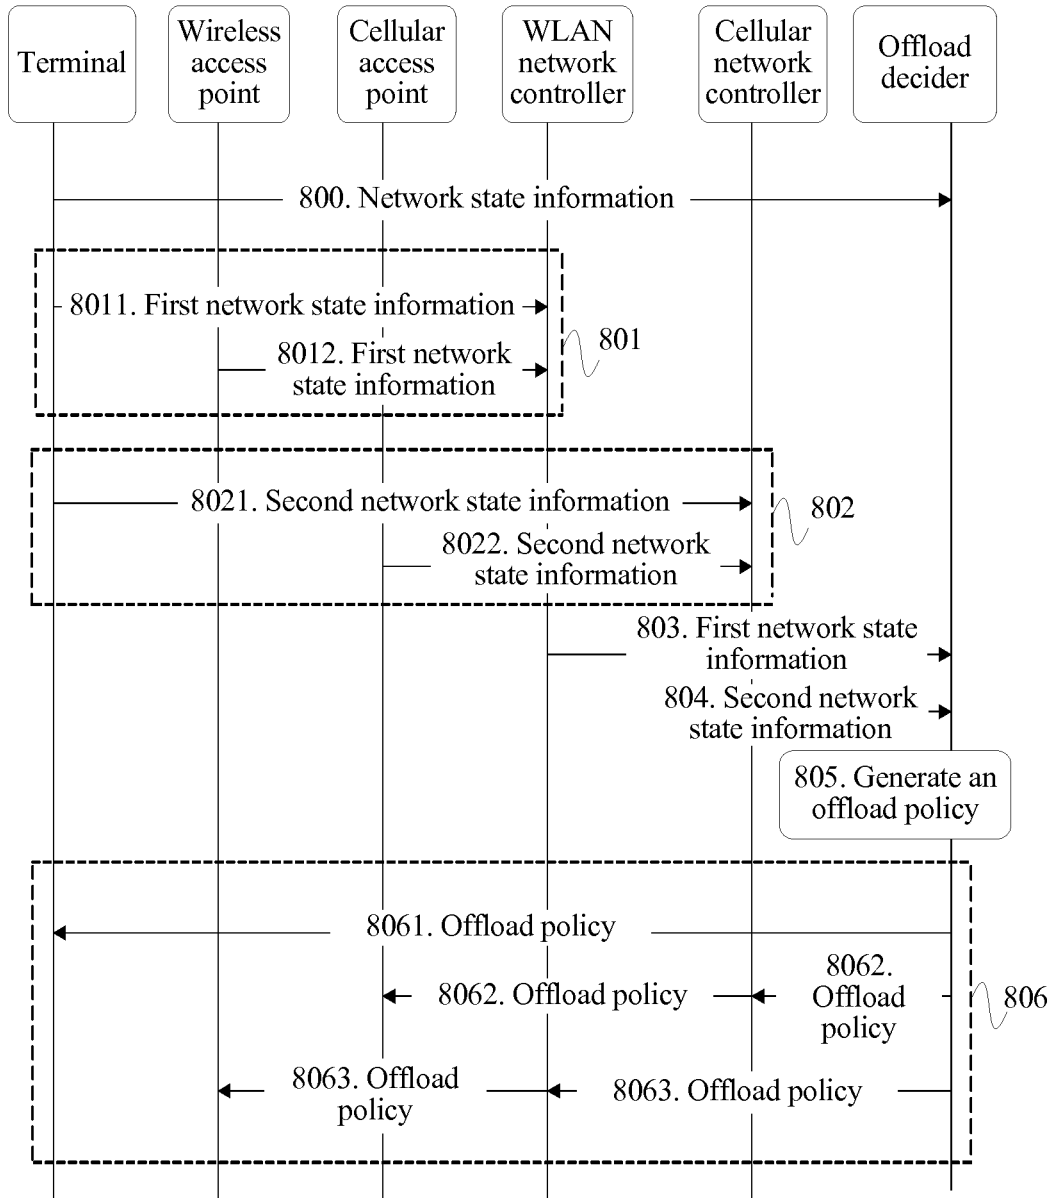 Terminal
Wireless
access
point
Cellular
access
point
WLAN
network
controller
Cellular
network
controller
Offload
decider
800. Network state information
8011. First network state information
8012. First network
state information
801
8021. Second network state information
8022. Second network
state information
802
803. First network state
information
804. Second network
state information
805. Generate an
offload policy
8061. Offload policy
8062. Offload policy
8062.
Offload
policy
806
8063. Offload
policy
8063. Offload policy